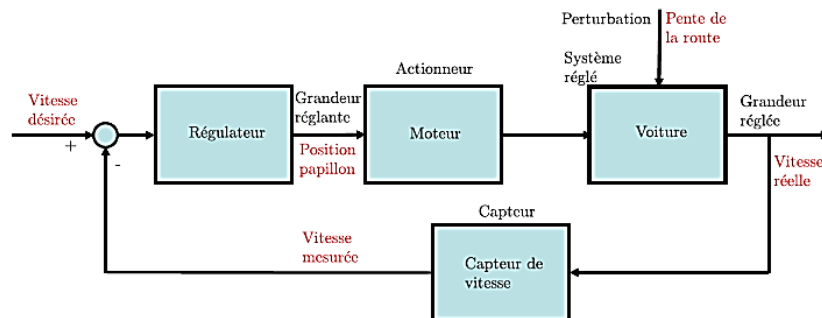 Perturbation
Pente de
la route
Système
réglé
Actionneur
Vitesse
désirée
+
-
Régulateur
Grandeur
réglante
Position
papillon
Moteur
Voiture
Grandeur
réglée
Vitesse
réelle
Capteur
Vitesse
mesurée
Capteur de
vitesse